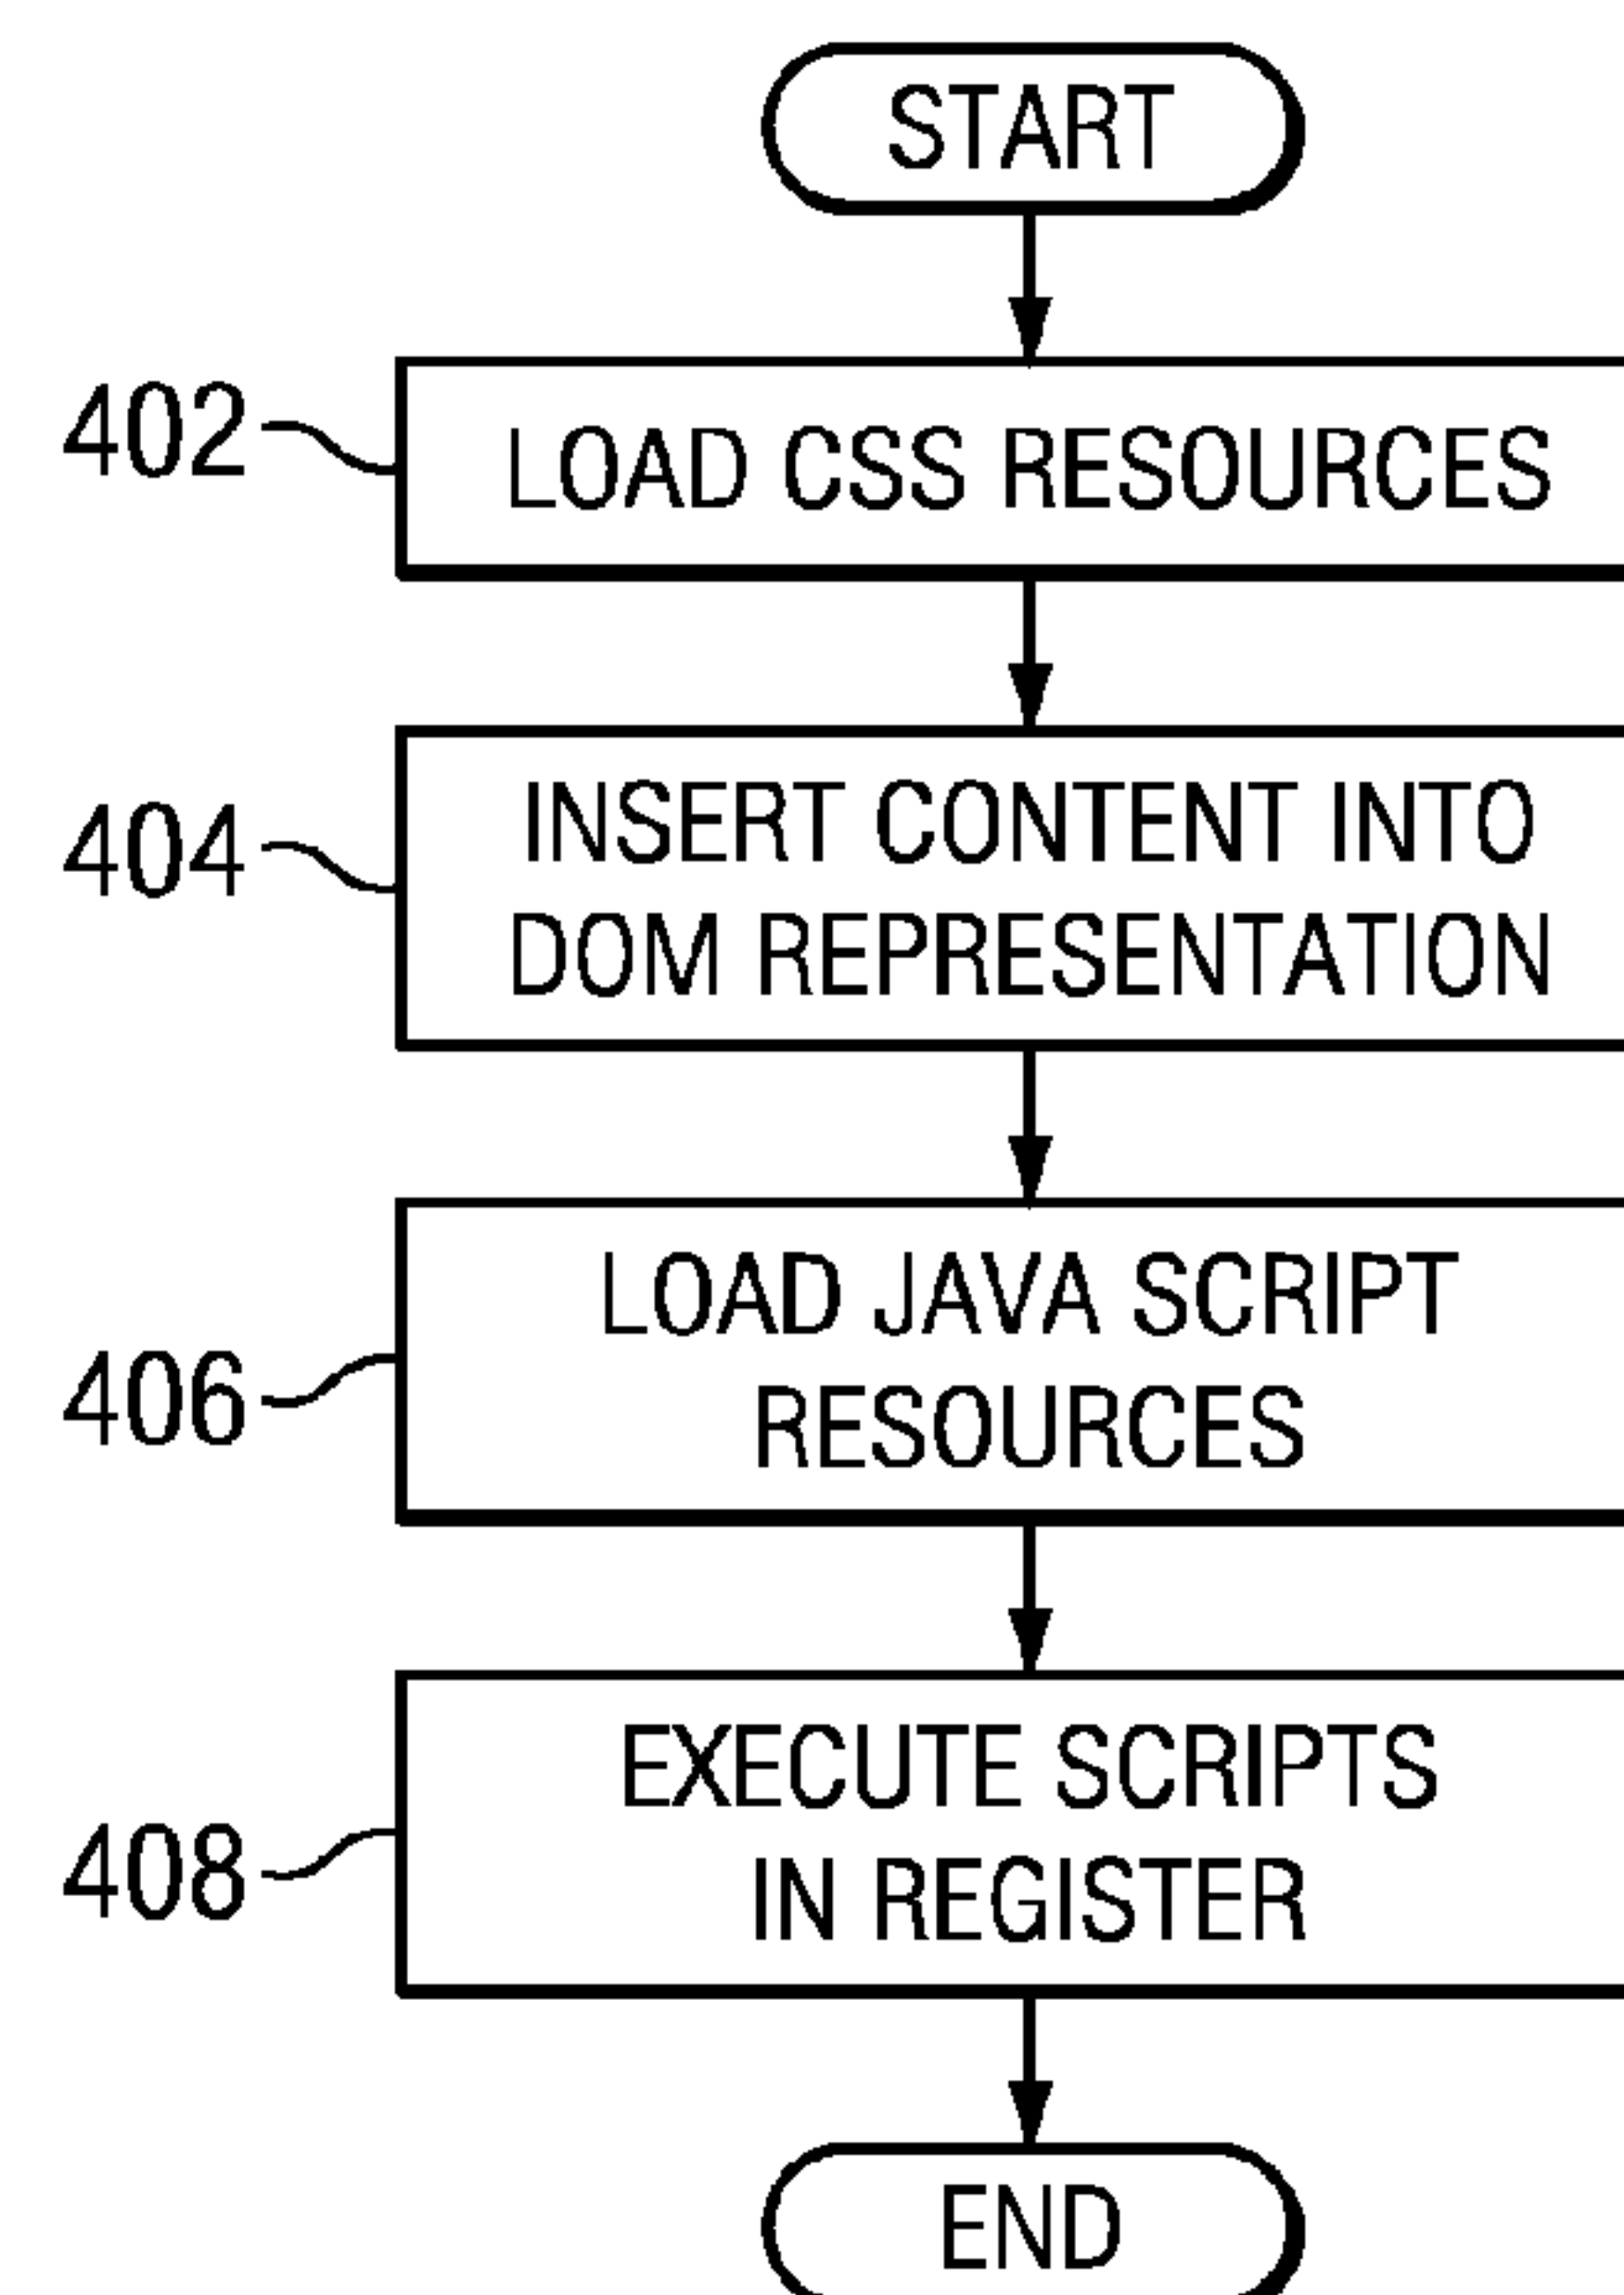 START
402
LOAD CSS RESOURCES
404
INSERT CONTENT INTO
DOM REPRESENTATION
406
LOAD JAVA SCRIPT
RESOURCES
408
EXECUTE SCRIPTS
IN REGISTER
END